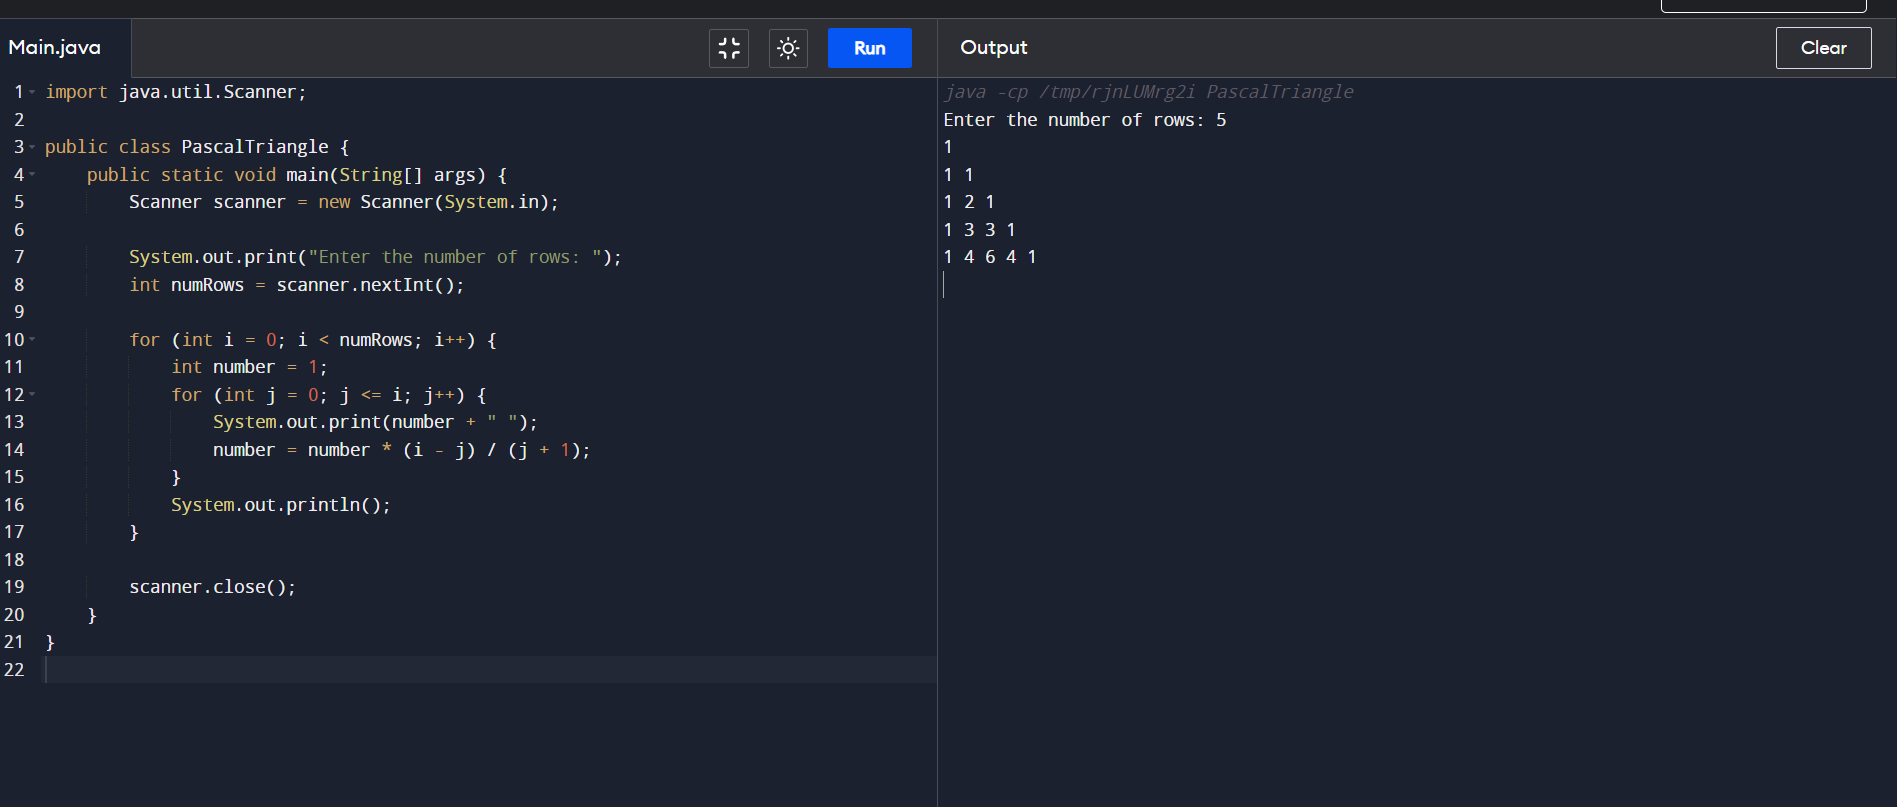 Main.java
Run
1 import java.util.Scanner;
2
3 public class PascalTriangle {
4     public static void main(String[] args) {
5         Scanner scanner = new Scanner(System.in);
6
7         System.out.print("Enter the number of rows: ");
8         int numRows = scanner.nextInt();
9
10         for (int i = 0; i < numRows; i++) {
11             int number = 1;
12             for (int j = 0; j <= i; j++) {
13                 System.out.print(number + " ");
14                 number = number * (i - j) / (j + 1);
15             }
16             System.out.println();
17         }
18
19         scanner.close();
20     }
21 }
22
Output
Clear
java -cp /tmp/rjnLUMrg2i PascalTriangle
Enter the number of rows: 5
1
1 1
1 2 1
1 3 3 1
1 4 6 4 1